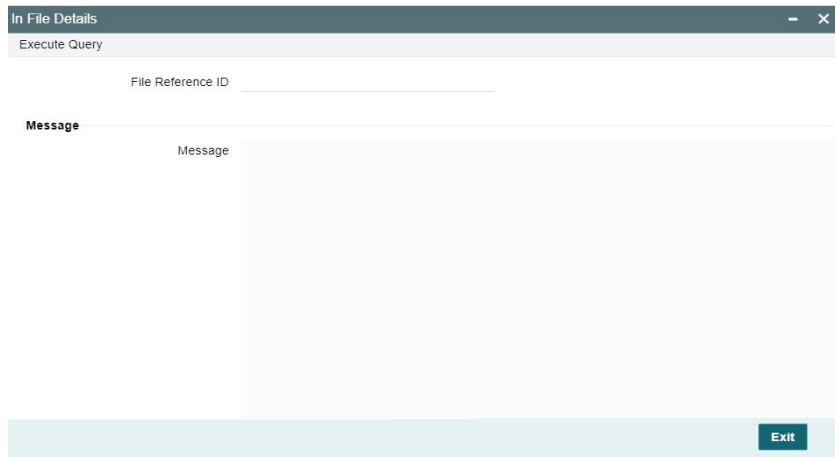 In File Details
Execute Query
File Reference ID
Message
Message
Exit